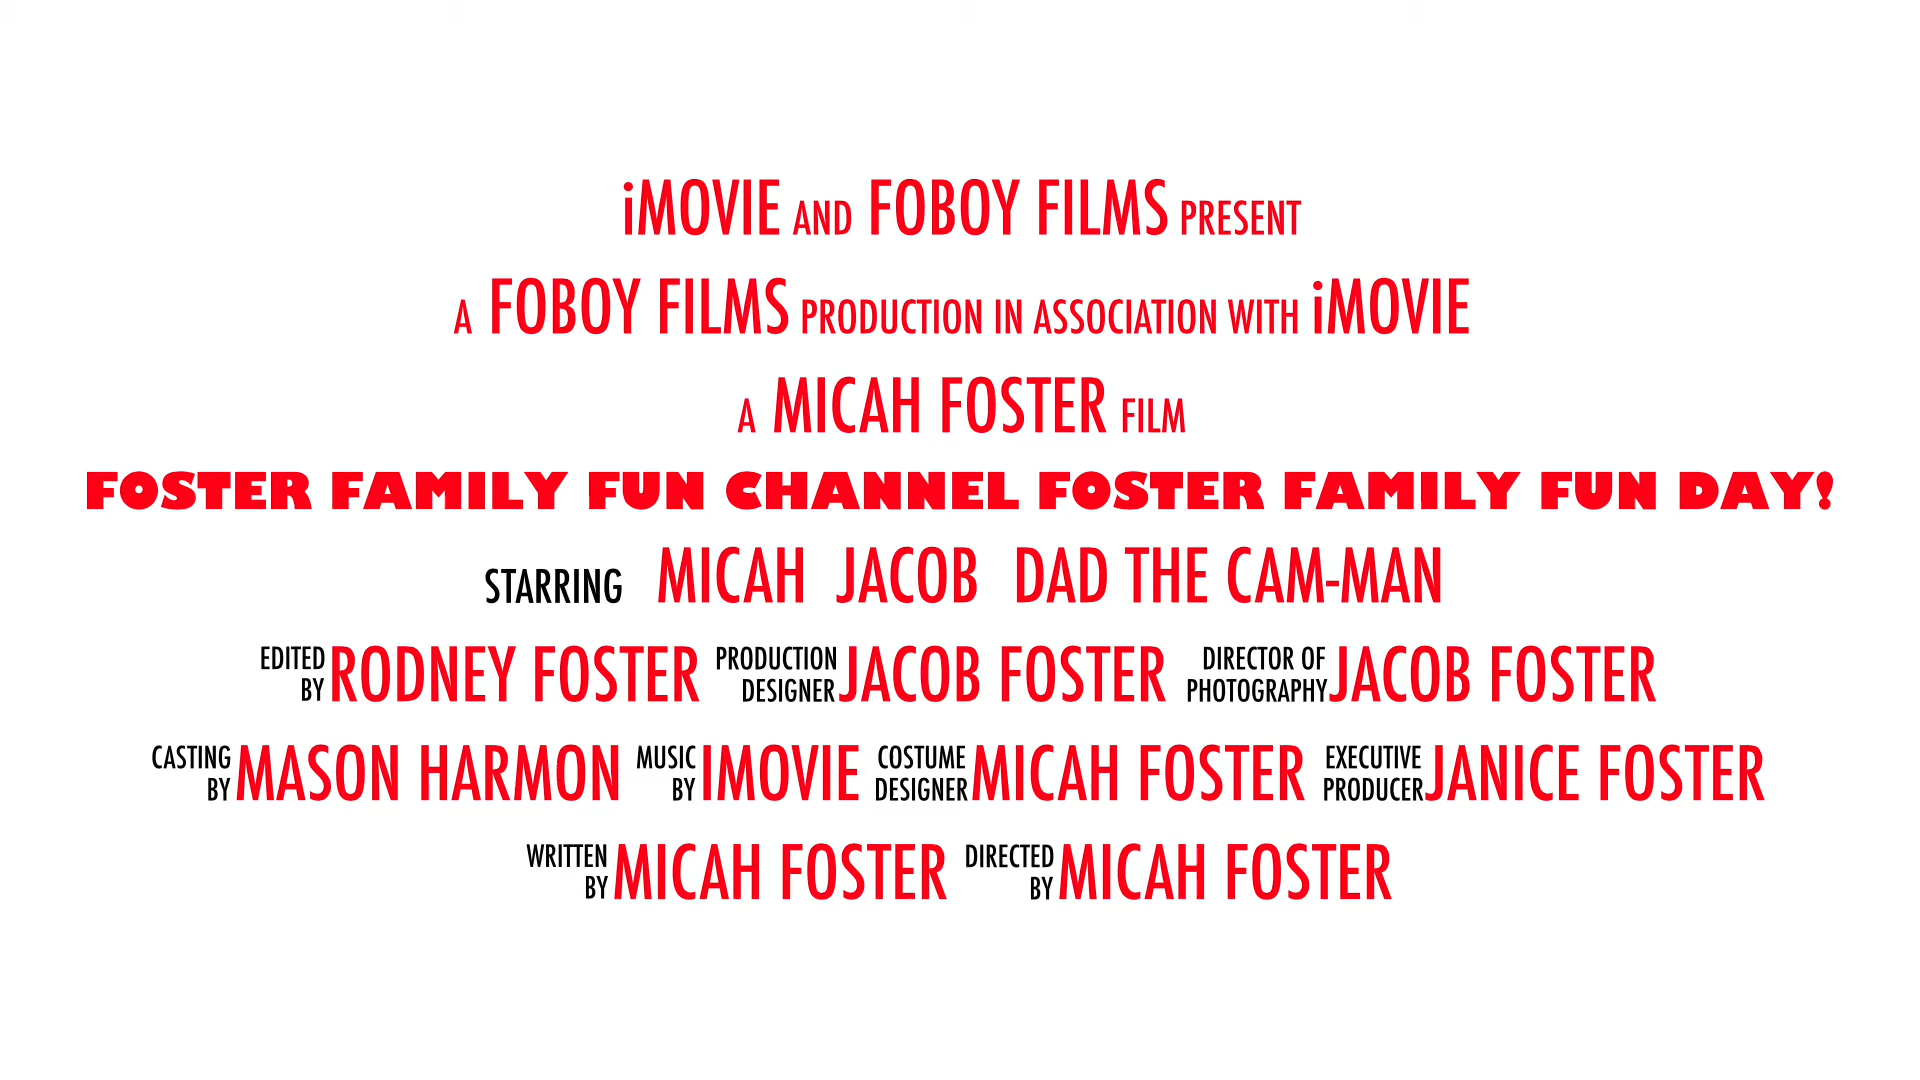 iMOVIE AND FOBOY FILMS PRESENT
A FOBOY FILMS PRODUCTION IN ASSOCIATION WITH iMOVIE
A MICAH FOSTER FILM
FOSTER FAMILY FUN CHANNEL FOSTER FAMILY FUN DAY!
STARRING MICAH JACOB DAD THE CAM-MAN
EDITED BY RODNEY FOSTER PRODUCTION DESIGNER JACOB FOSTER DIRECTOR OF PHOTOGRAPHY JACOB FOSTER
CASTING BY MASON HARMON MUSIC BY IMOVIE COSTUME DESIGNER MICAH FOSTER EXECUTIVE PRODUCER JANICE FOSTER
WRITTEN BY MICAH FOSTER DIRECTED BY MICAH FOSTER